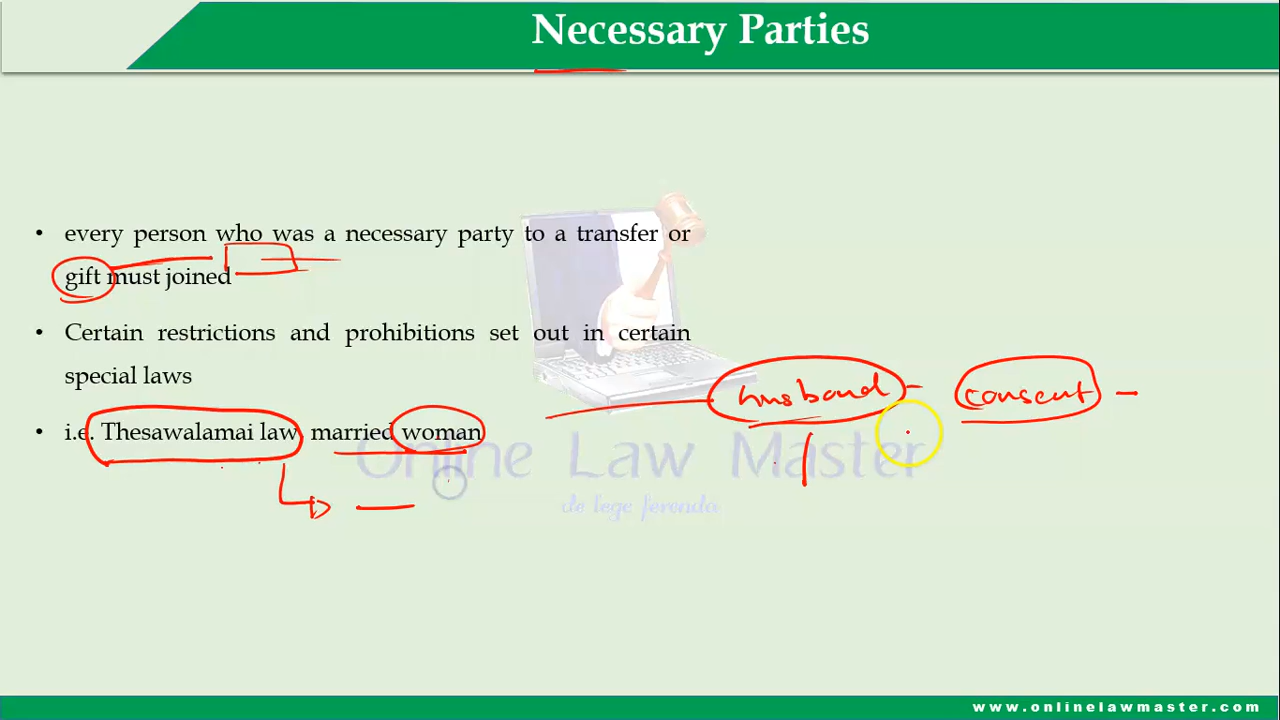 Necessary Parties
• every person who was a necessary party to a transfer or
gift must joined
• Certain restrictions and prohibitions set out in certain
special laws
husband - consent -
• i.e. Thesawalamai law, married woman
Online Law Master
de lege ferenda
www.onlinelawmaster.com